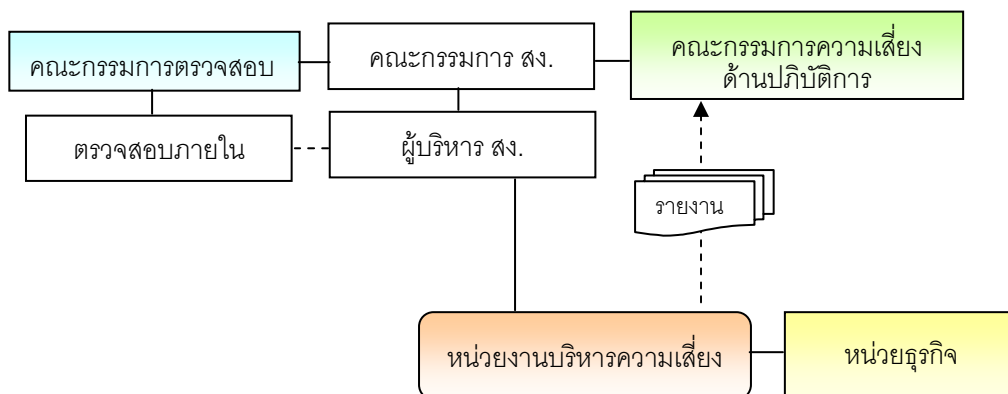 คณะกรรมการตรวจสอบ
คณะกรรมการ สง.
คณะกรรมการความเสี่ยง
ด้านปฏิบัติการ
ตรวจสอบภายใน
ผู้บริหาร สง.
รายงาน
หน่วยงานบริหารความเสี่ยง
หน่วยธุรกิจ